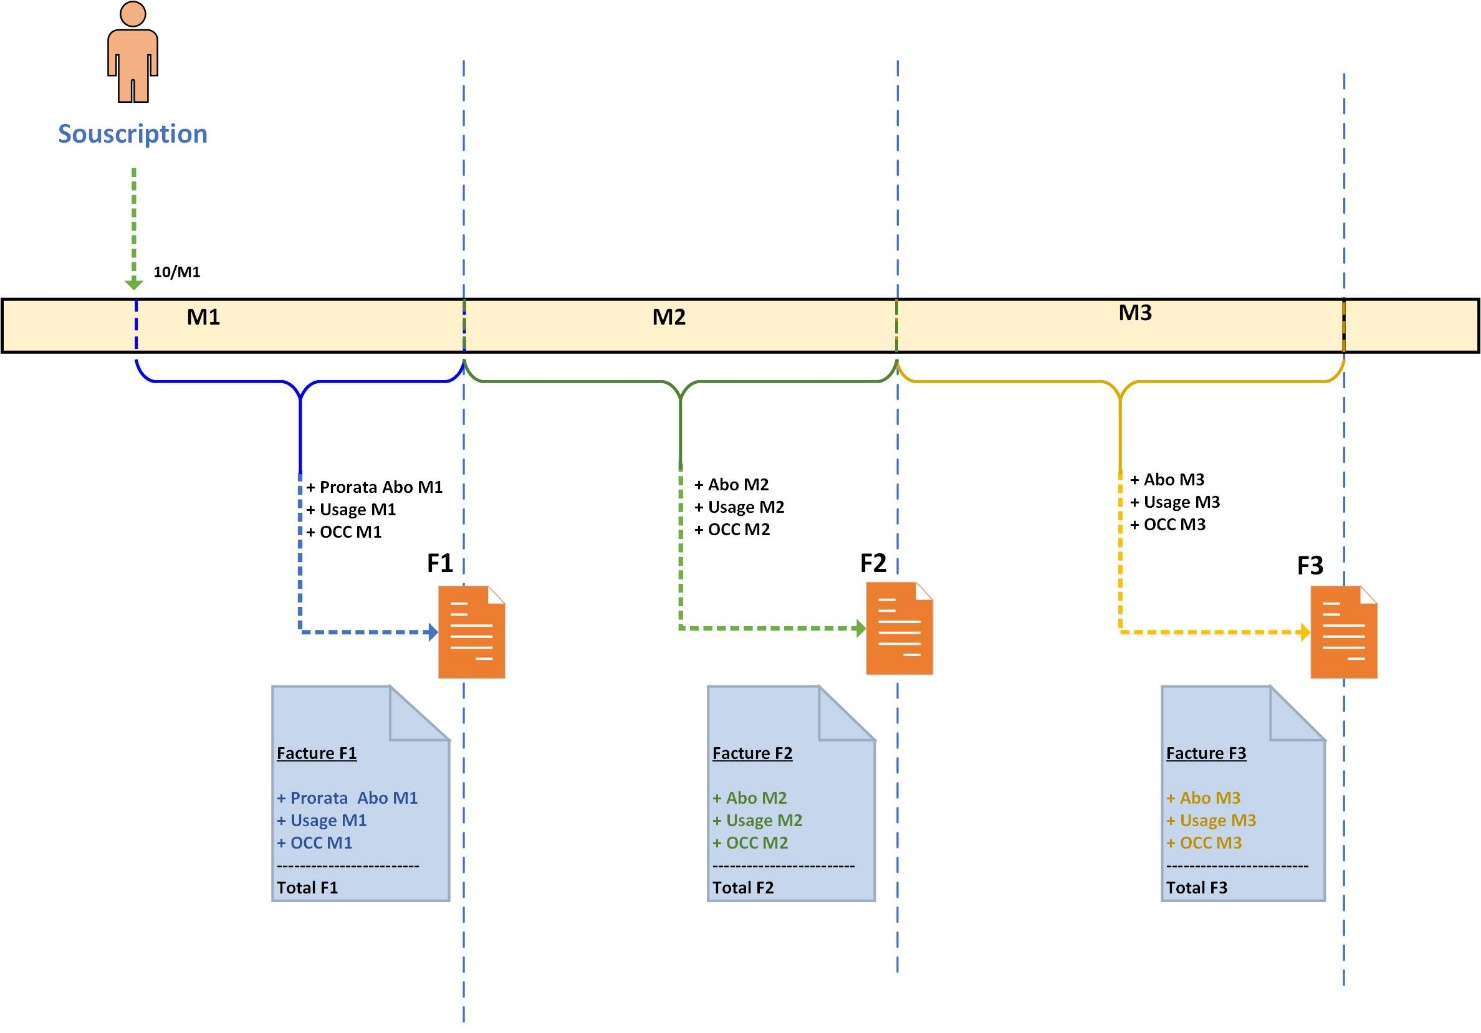 Souscription
10/M1
M1
M2
M3
+ Prorata Abo M1
+ Usage M1
+ OCC M1
+ Abo M2
+ Usage M2
+ OCC M2
+ Abo M3
+ Usage M3
+ OCC M3
F1
F2
F3
Facture F1
+ Prorata  Abo M1
+ Usage M1
+ OCC M1
-------------------------
Total F1
Facture F2
+ Abo M2
+ Usage M2
+ OCC M2
-------------------------
Total F2
Facture F3
+ Abo M3
+ Usage M3
+ OCC M3
-------------------------
Total F3